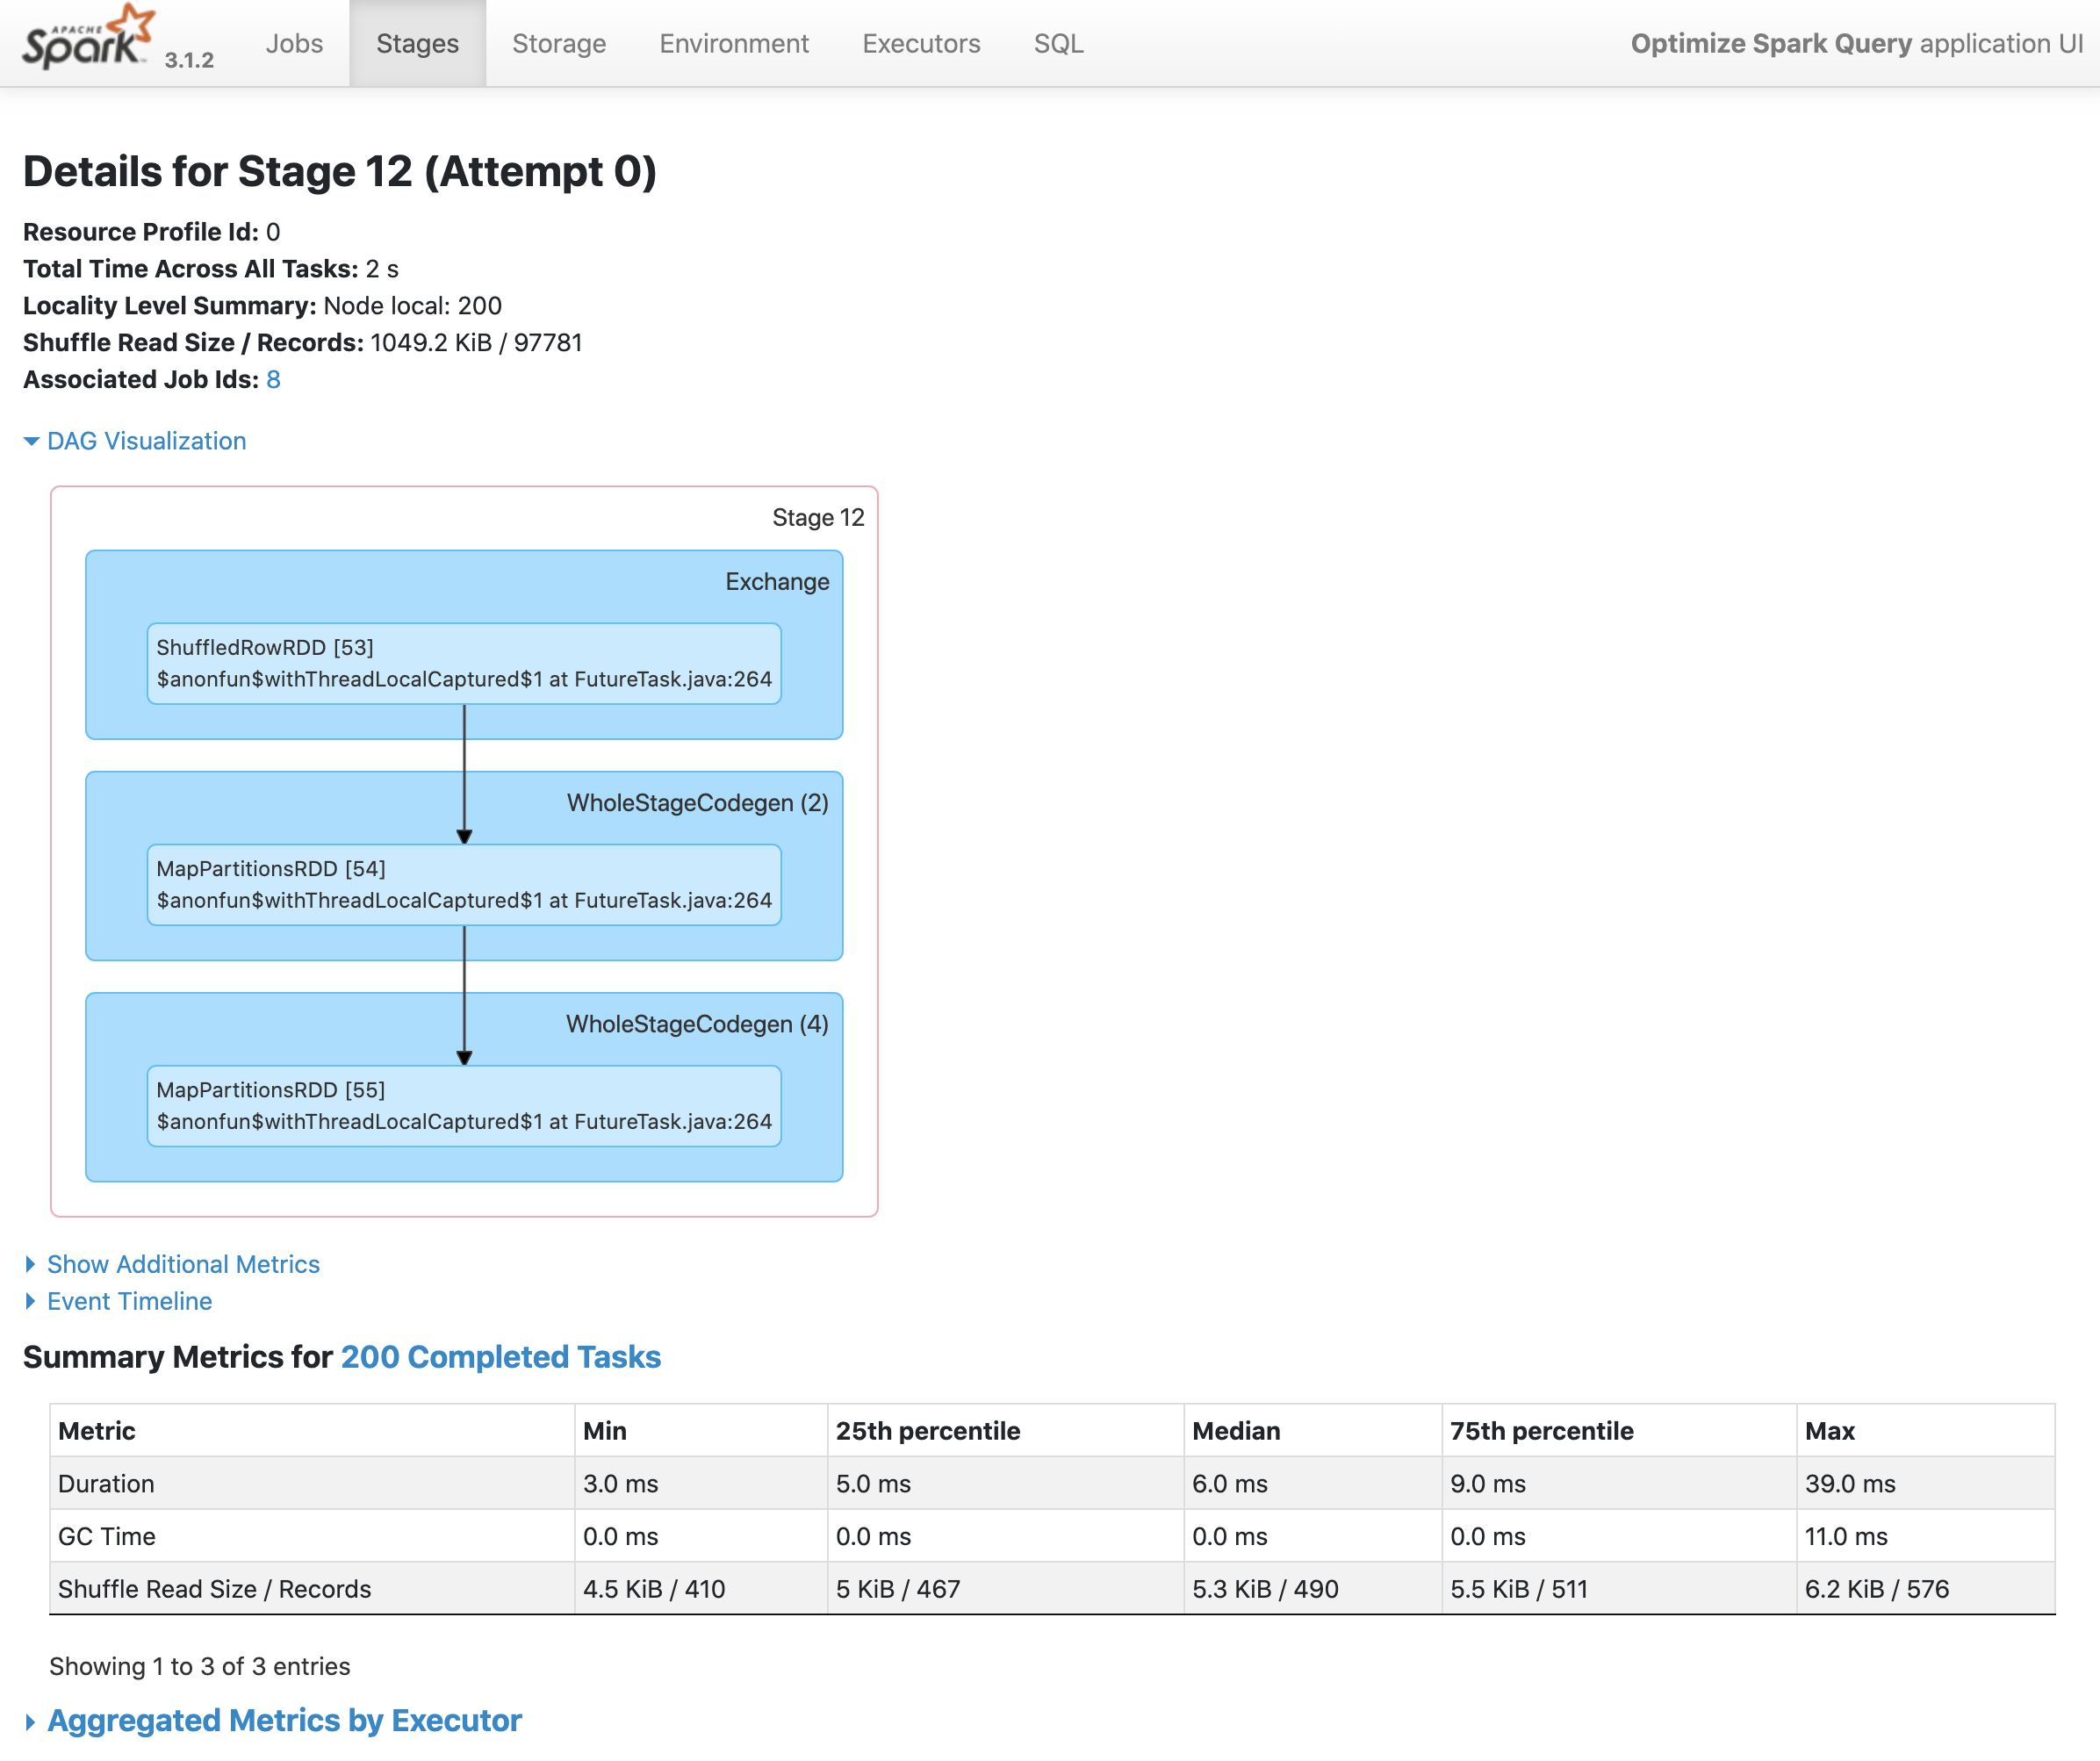 APACHE
Spark 3.1.2 Jobs Stages Storage Environment Executors SQL Optimize Spark Query application UI
Details for Stage 12 (Attempt 0)
Resource Profile Id: 0
Total Time Across All Tasks: 2 s
Locality Level Summary: Node local: 200
Shuffle Read Size / Records: 1049.2 KiB / 97781
Associated Job Ids: 8
DAG Visualization
Stage 12
Exchange
ShuffledRowRDD [53]
$anonfun$withThreadLocalCaptured$1 at FutureTask.java:264
WholeStageCodegen (2)
MapPartitionsRDD [54]
$anonfun$withThreadLocalCaptured$1 at FutureTask.java:264
WholeStageCodegen (4)
MapPartitionsRDD [55]
$anonfun$withThreadLocalCaptured$1 at FutureTask.java:264
Show Additional Metrics
Event Timeline
Summary Metrics for 200 Completed Tasks
Metric Min 25th percentile Median 75th percentile Max
Duration 3.0 ms 5.0 ms 6.0 ms 9.0 ms 39.0 ms
GC Time 0.0 ms 0.0 ms 0.0 ms 0.0 ms 11.0 ms
Shuffle Read Size / Records 4.5 KiB / 410 5 KiB / 467 5.3 KiB / 490 5.5 KiB / 511 6.2 KiB / 576
Showing 1 to 3 of 3 entries
Aggregated Metrics by Executor